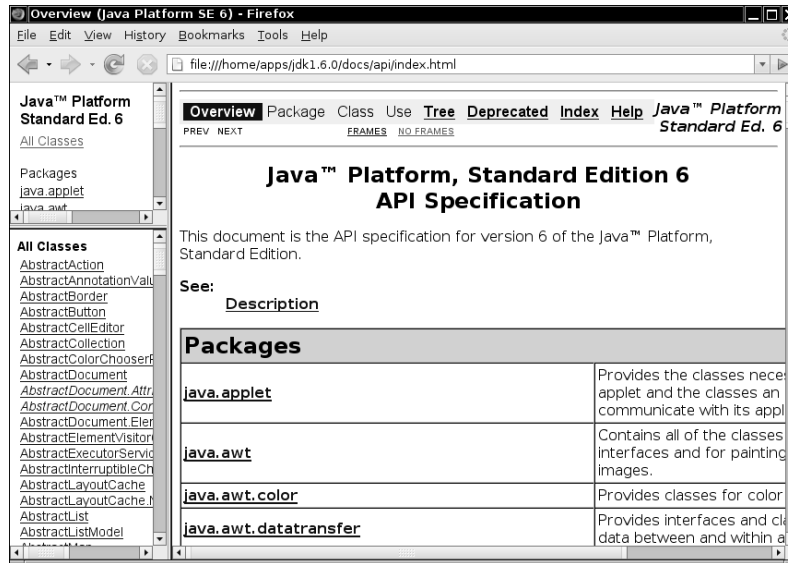 Overview (Java Platform SE 6) - Firefox
File Edit View History Bookmarks Tools Help
file:///home/apps/jdk1.6.0/docs/api/index.html
Java™ Platform
Standard Ed. 6
All Classes
Packages
java.applet
java.awt
All Classes
AbstractAction
AbstractAnnotationValu
AbstractBorder
AbstractButton
AbstractCellEditor
AbstractCollection
AbstractColorChooserF
AbstractDocument
AbstractDocument.Attri
AbstractDocument.Con
AbstractDocument.Elem
AbstractElementVisitor
AbstractExecutorServic
AbstractInterruptibleCh
AbstractLayoutCache
AbstractLayoutCache.N
AbstractList
AbstractListModel
AbstractMap
Overview Package Class Use Tree Deprecated Index Help
PREV NEXT FRAMES NO FRAMES
Java™ Platform
Standard Ed. 6
Java™ Platform, Standard Edition 6
API Specification
This document is the API specification for version 6 of the Java™ Platform,
Standard Edition.
See:
Description
Packages
java.applet
Provides the classes neces
applet and the classes an
communicate with its appl
java.awt
Contains all of the classes
interfaces and for painting
images.
java.awt.color
Provides classes for color
java.awt.datatransfer
Provides interfaces and cla
data between and within a